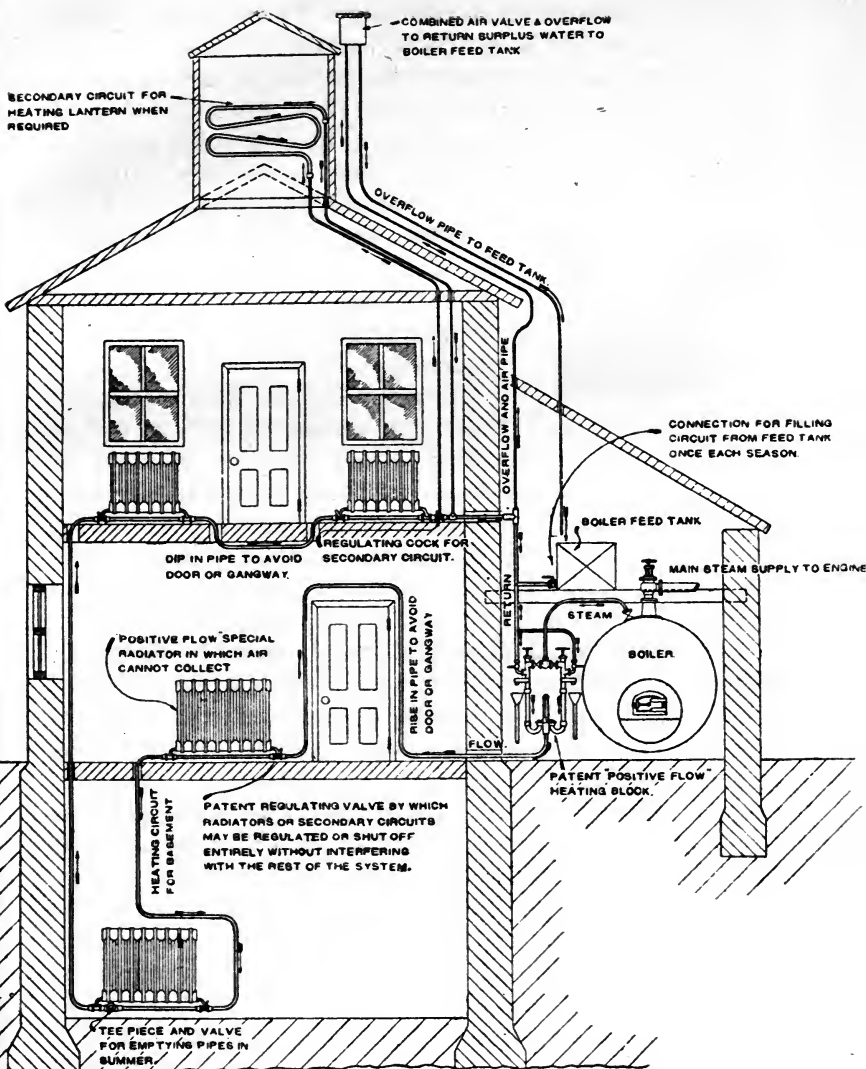 COMBINED AIR VALVE & OVERFLOW
TO RETURN SURPLUS WATER TO
BOILER FEED TANK
SECONDARY CIRCUIT FOR
HEATING LANTERN WHEN
REQUIRED
OVERFLOW PIPE TO FEED TANK.
OVERFLOW AND AIR PIPE
CONNECTION FOR FILLING
CIRCUIT FROM FEED TANK
ONCE EACH SEASON.
BOILER FEED TANK
DIP IN PIPE TO AVOID
DOOR OR GANGWAY.
REGULATING COCK FOR
SECONDARY CIRCUIT.
MAIN STEAM SUPPLY TO ENGINE
RETURN
STEAM
BOILER
"POSITIVE FLOW" SPECIAL
RADIATOR IN WHICH AIR
CANNOT COLLECT
RISE IN PIPE TO AVOID
DOOR OR GANGWAY
FLOW.
PATENT "POSITIVE FLOW"
HEATING BLOCK.
HEATING CIRCUIT
FOR BASEMENT
PATENT REGULATING VALVE BY WHICH
RADIATORS OR SECONDARY CIRCUITS
MAY BE REGULATED OR SHUT OFF
ENTIRELY WITHOUT INTERFERING
WITH THE REST OF THE SYSTEM.
TEE PIECE AND VALVE
FOR EMPTYING PIPES IN
SUMMER.